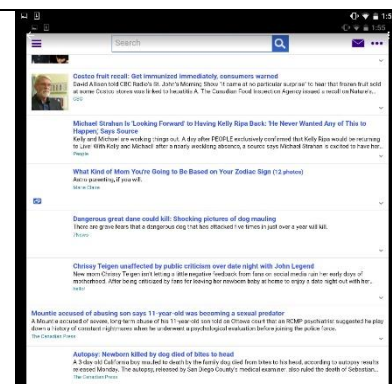 1:5
1:55
Search
Costco fruit recall: Get immunized immediately, consumers warned
David Allison told CBC Radio's St. John's Morning Show "it came at no particular surprise" to hear that frozen fruit sold
at some Costco stores was linked to hepatitis A. The Canadian Food Inspection Agency issued a recall on Nature's...
CBC
Michael Strahan Is 'Looking Forward' to Having Kelly Ripa Back: 'He Never Wanted Any of This to
Happen,' Says Source
Kelly and Michael are working things out. A day after PEOPLE exclusively confirmed that Kelly Ripa would be returning
to Live! With Kelly and Michael after a nearly weeklong absence, a source says Michael Strahan is excited to have her...
People
What Kind of Mom You're Going to Be Based on Your Zodiac Sign (12 photos)
Astro-parenting, if you will.
Marie Claire
Dangerous great dane could kill: Shocking pictures of dog mauling
There are grave fears that a dangerous dog that has attacked five times in just over a year will kill.
7News
Chrissy Teigen unaffected by public criticism over date night with John Legend
New mom Chrissy Teigen isn't letting a little negative feedback from fans on social media ruin her early days of
motherhood. After being criticized by fans for leaving her newborn baby at home to enjoy a date night out with her...
Hello!
Mountie accused of abusing son says 11-year-old was becoming a sexual predator
A Mountie accused of severe, long-term abuse of his 11-year-old son told an Ottawa court that an RCMP psychiatrist suggested he play
down a history of constant nightmares when he underwent a psychological evaluation before joining the police force.
The Canadian Press
Autopsy: Newborn killed by dog died of bites to head
A 3-day-old California boy mauled to death by the family dog died from bites to his head, according to autopsy results
released Monday. The autopsy, released by San Diego County's medical examiner, also ruled the death of Sebastian...
The Canadian Press